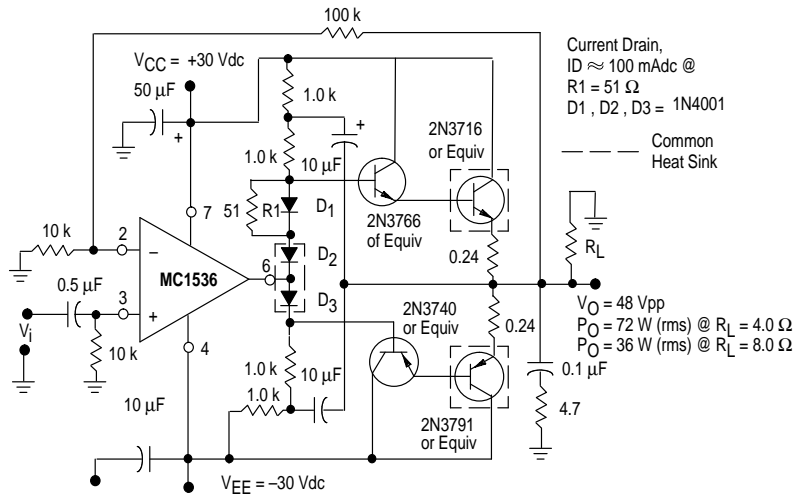 100 k
VCC = +30 Vdc
50 µF
+
1.0 k
+
1.0 k
10 µF
Current Drain,
ID ≈ 100 mAdc @
R1 = 51 Ω
D1 , D2 , D3 = 1N4001
Common
Heat Sink
2N3716
or Equiv
2N3766
of Equiv
51
R1
D1
D2
D3
7
10 k
2
–
MC1536
6
0.5 µF
3
+
Vi
10 k
4
0.24
RL
2N3740
or Equiv
0.24
VO = 48 Vpp
PO = 72 W (rms) @ RL = 4.0 Ω
PO = 36 W (rms) @ RL = 8.0 Ω
0.1 µF
4.7
1.0 k
10 µF
1.0 k
10 µF
2N3791
or Equiv
VEE = –30 Vdc